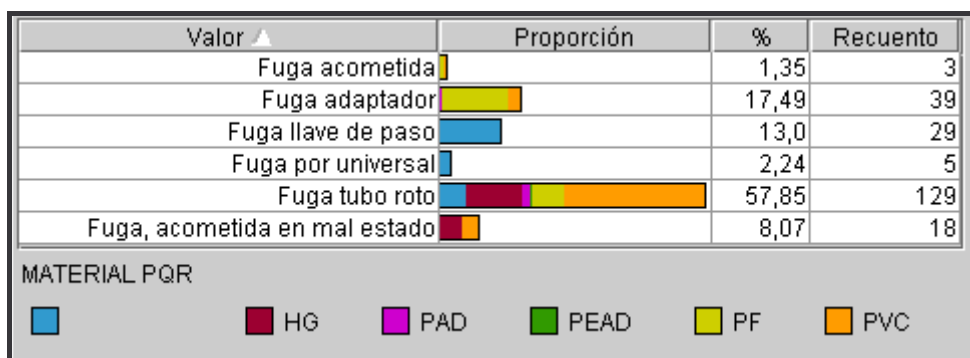 Valor Proporción % Recuento
Fuga acometida 1,35 3
Fuga adaptador 17,49 39
Fuga llave de paso 13,0 29
Fuga por universal 2,24 5
Fuga tubo roto 57,85 129
Fuga, acometida en mal estado 8,07 18
MATERIAL PQR
HG PAD PEAD PF PVC